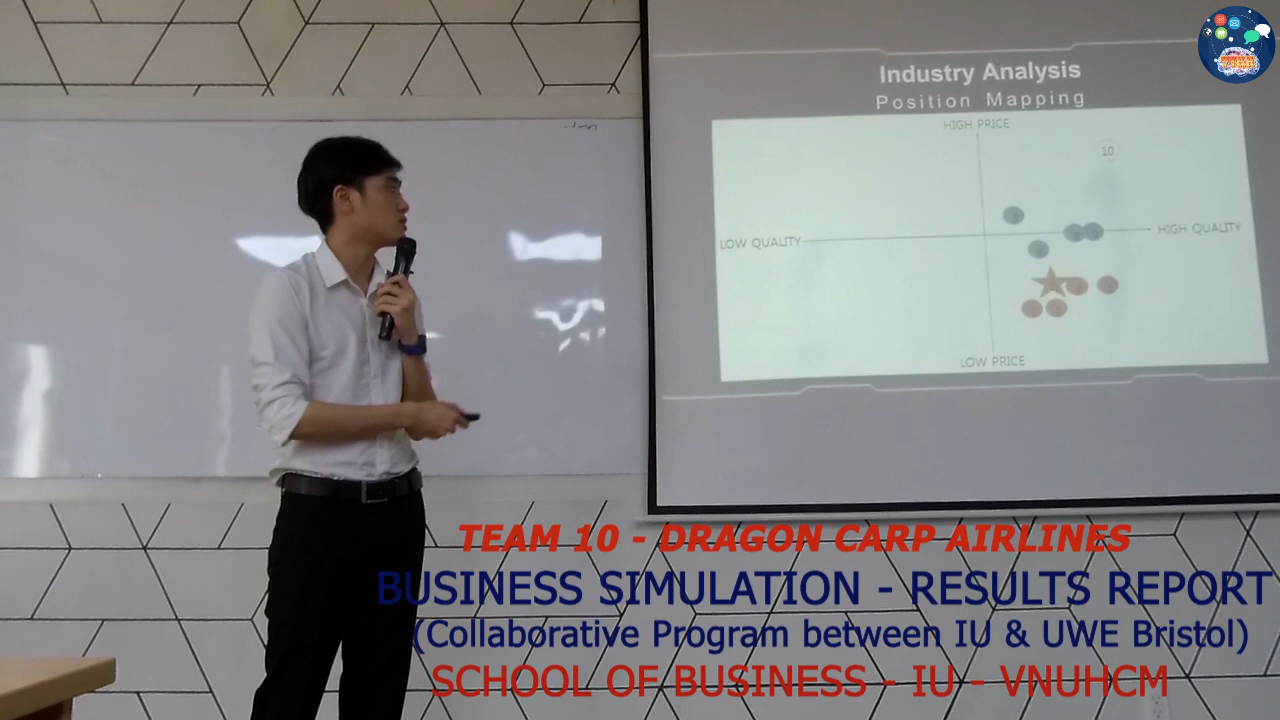 Industry Analysis
Position Mapping
HIGH PRICE
10
LOW QUALITY
HIGH QUALITY
LOW PRICE
TEAM 10 - DRAGON CARP AIRLINES
BUSINESS SIMULATION - RESULTS REPORT
(Collaborative Program between IU & UWE Bristol)
SCHOOL OF BUSINESS - IU - VNUHCM